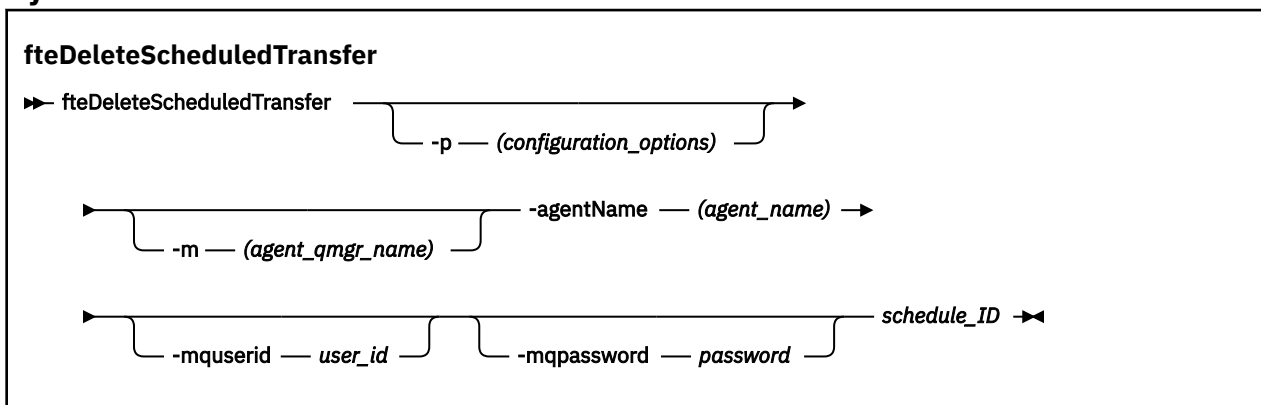 fteDeleteScheduledTransfer
fteDeleteScheduledTransfer
-p — (configuration_options)
-agentName — (agent_name)
-m — (agent_qmgr_name)
schedule_ID
-mquserid — user_id -mqpassword — password